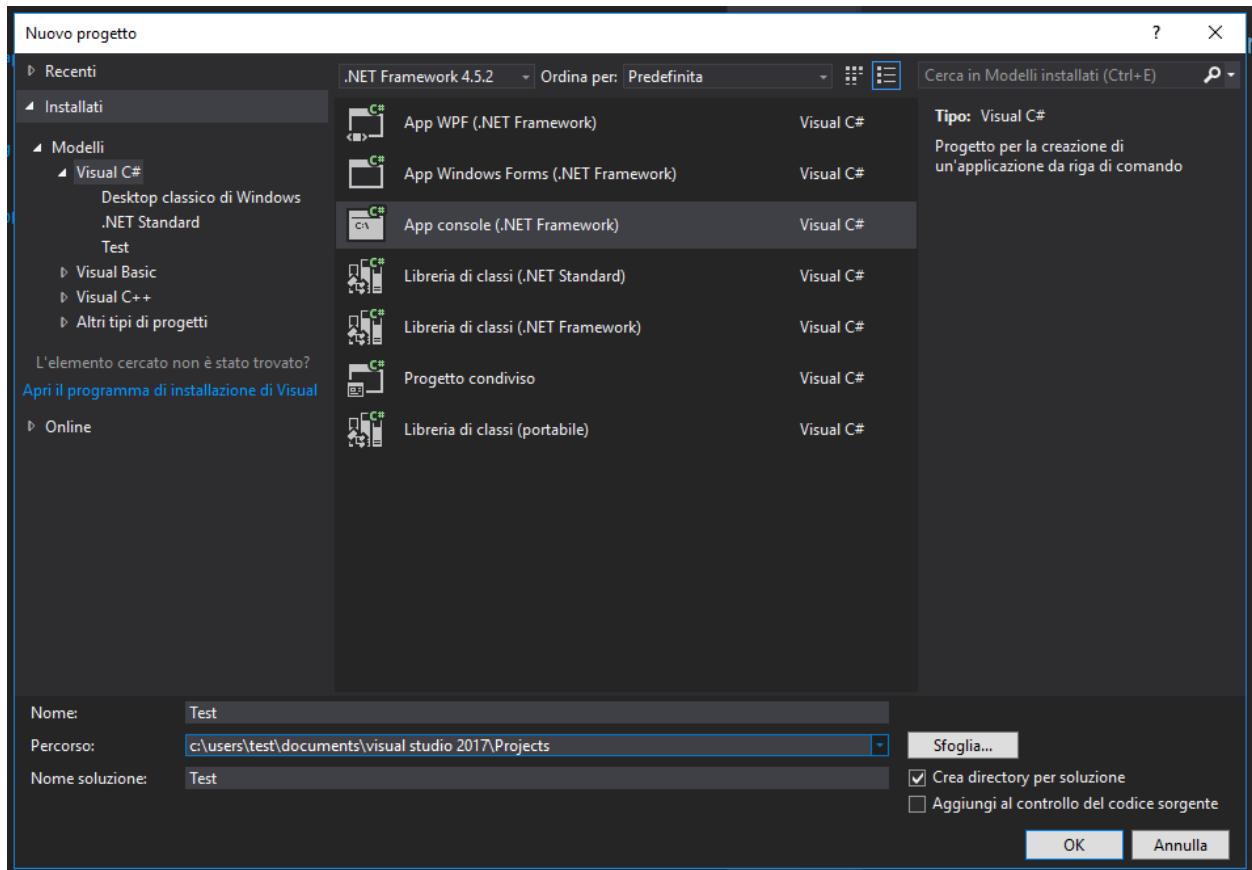 Nuovo progetto
?
Recenti
.NET Framework 4.5.2
Ordina per: Predefinita
Cerca in Modelli installati (Ctrl+E)
Installati
Modelli
Visual C#
Desktop classico di Windows
.NET Standard
Test
Visual Basic
Visual C++
Altri tipi di progetti
L'elemento cercato non è stato trovato?
Apri il programma di installazione di Visual
Online
C# App WPF (.NET Framework) Visual C#
C# App Windows Forms (.NET Framework) Visual C#
C# C:\ App console (.NET Framework) Visual C#
C# Libreria di classi (.NET Standard) Visual C#
C# Libreria di classi (.NET Framework) Visual C#
C# Progetto condiviso Visual C#
C# Libreria di classi (portabile) Visual C#
Tipo: Visual C#
Progetto per la creazione di
un'applicazione da riga di comando
Nome: Test
Percorso: c:\users\test\documents\visual studio 2017\Projects
Sfoglia...
Nome soluzione: Test
Crea directory per soluzione
Aggiungi al controllo del codice sorgente
OK
Annulla